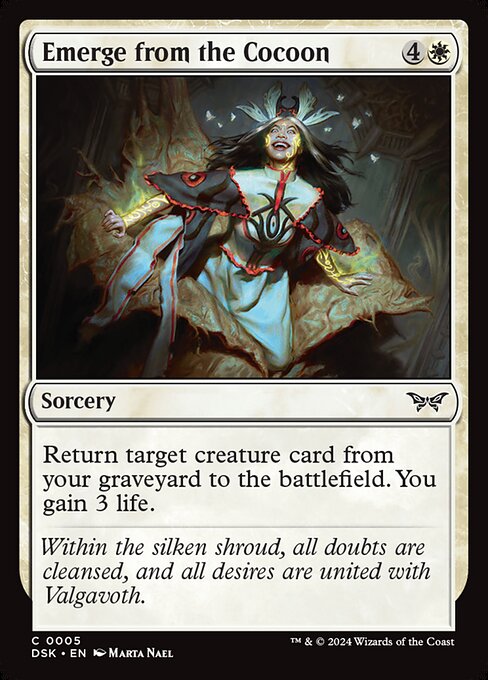 Emerge from the Cocoon 4
Sorcery
Return target creature card from
your graveyard to the battlefield. You
gain 3 life.
Within the silken shroud, all doubts are
cleansed, and all desires are united with
Valgavoth.
C 0005
DSK • EN Marta Nael
™ & © 2024 Wizards of the Coast